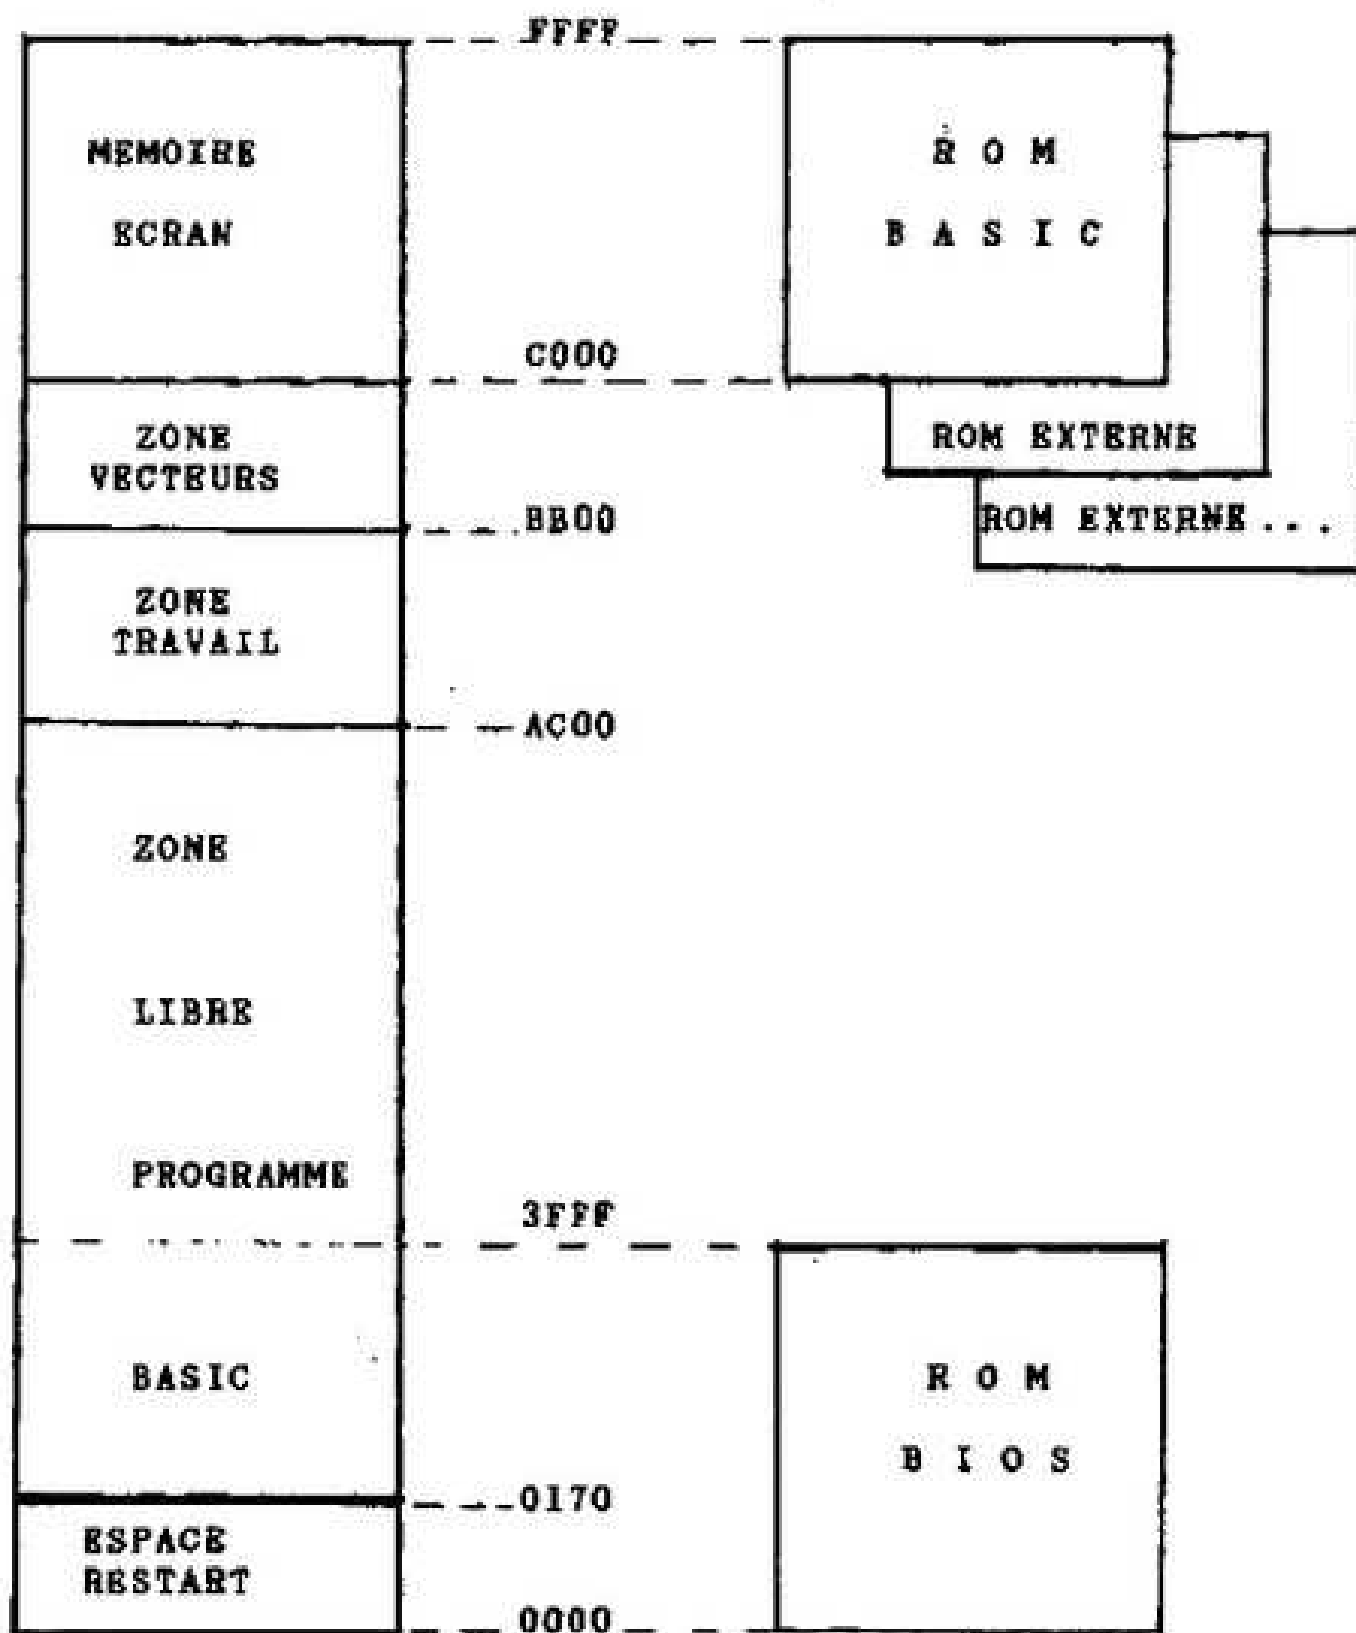 FFFF
MEMOIRE
ECRAN
R O M
B A S I C
C000
ZONE
VECTEURS
ROM EXTERNE
BB00
ROM EXTERNE...
ZONE
TRAVAIL
AC00
ZONE
LIBRE
PROGRAMME
3FFF
BASIC
R O M
B I O S
0170
ESPACE
RESTART
0000